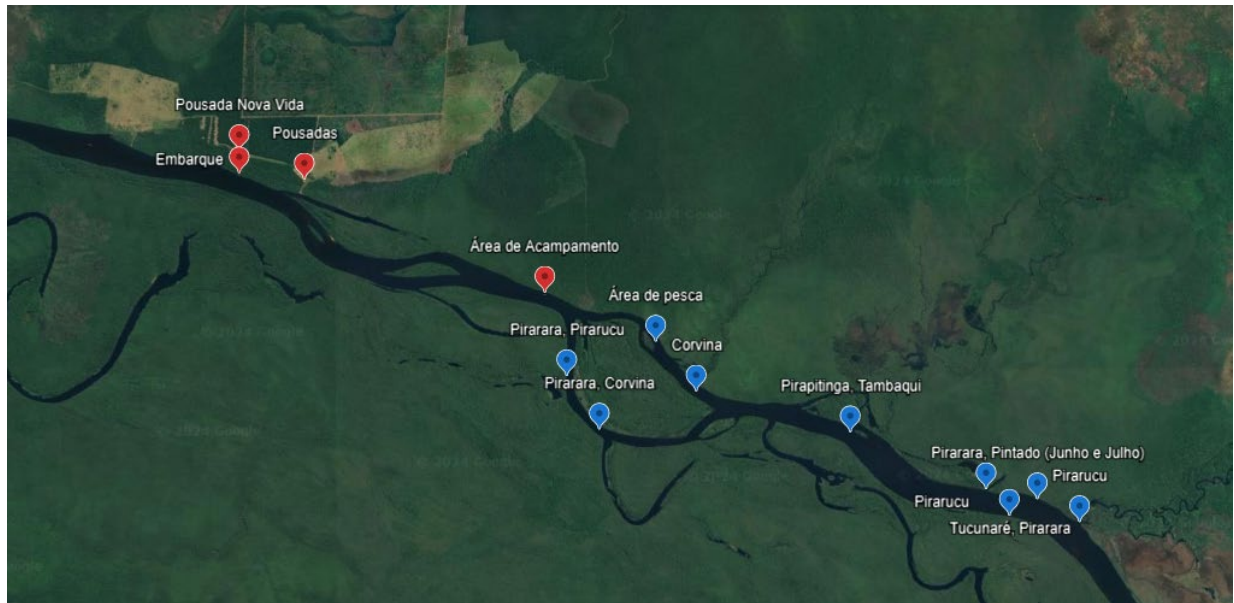 Pousada Nova Vida
Pousadas
Embarque
Área de Acampamento
Área de pesca
Pirarara, Pirarucu
Corvina
Pirarara, Corvina
Pirapitinga, Tambaqui
Pirarara, Pintado (Junho e Julho)
Pirarucu
Pirarucu
Tucunaré, Pirarara